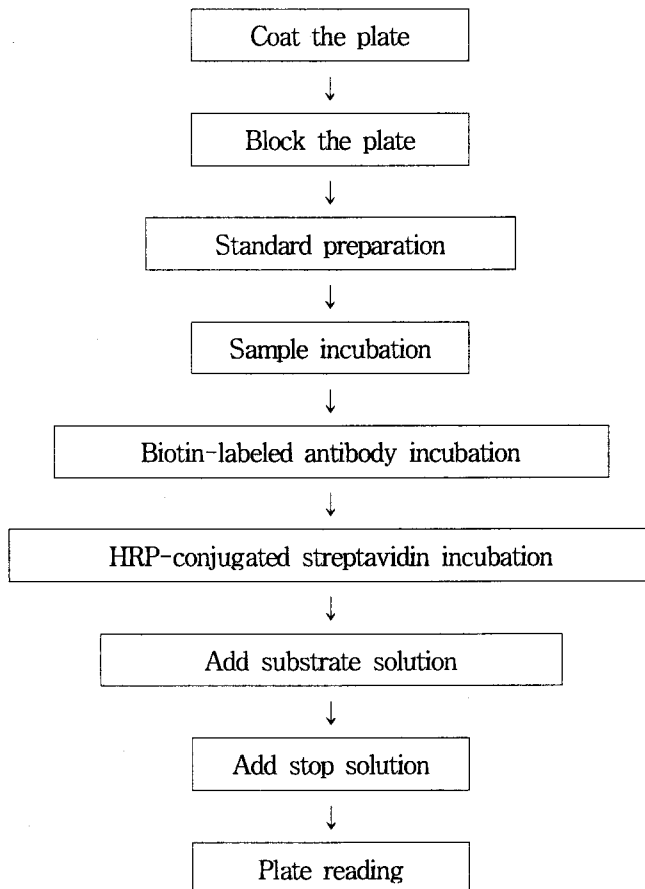 Coat the plate
↓
Block the plate
↓
Standard preparation
↓
Sample incubation
↓
Biotin-labeled antibody incubation
↓
HRP-conjugated streptavidin incubation
↓
Add substrate solution
↓
Add stop solution
↓
Plate reading